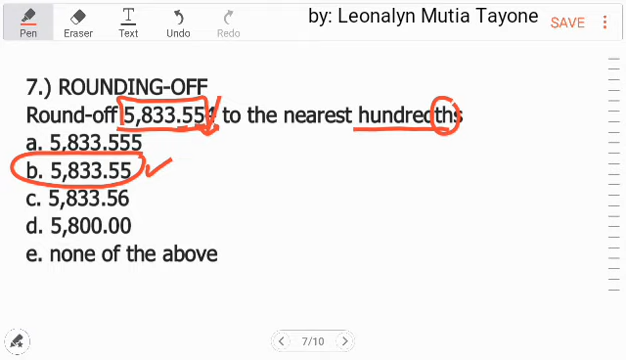 by: Leonalyn Mutia Tayone
Pen
Eraser
Text
Undo
Redo
SAVE
7.) ROUNDING-OFF
Round-off 5,833.554 to the nearest hundredths
a. 5,833.555
b. 5,833.55
c. 5,833.56
d. 5,800.00
e. none of the above
7/10